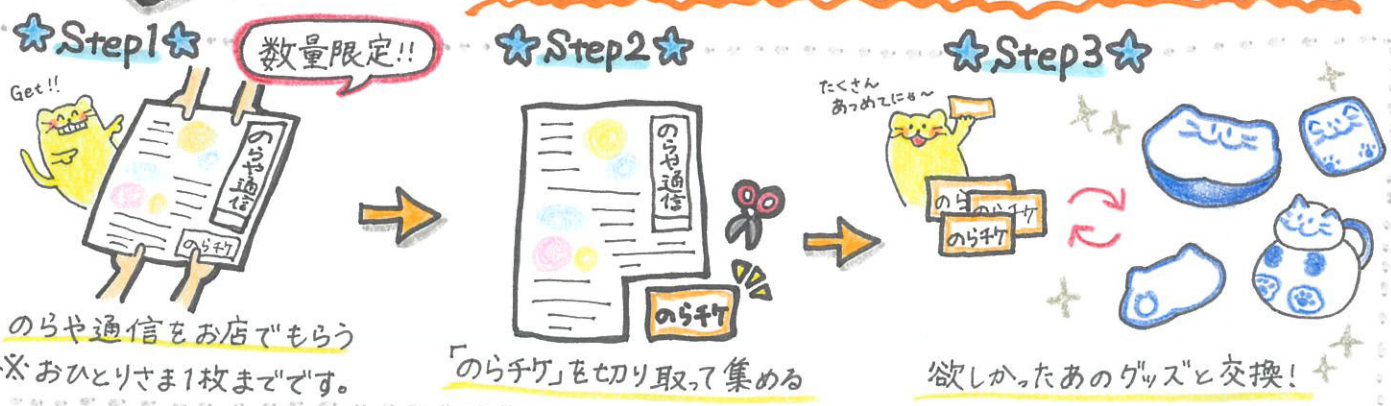 Step1
数量限定!!
Get!!
のらや通信
のらチケ
のらや通信をお店でもらう
※おひとりさま1枚までです。
Step2
のらや通信
のらチケ
「のらチケ」を切り取って集める
Step3
たくさん
あつめてにゃ~
のらチケ
のらチケ
欲しかったあのグッズと交換!